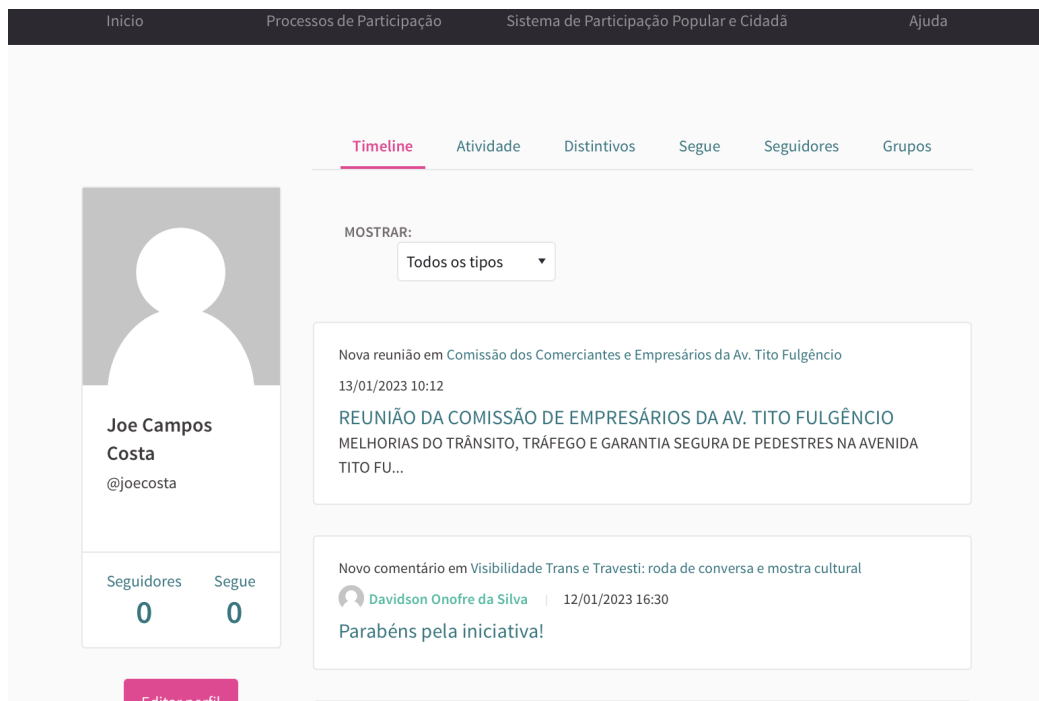 Inicio
Processos de Participação
Sistema de Participação Popular e Cidadã
Ajuda
Timeline
Atividade
Distintivos
Segue
Seguidores
Grupos
Joe Campos
Costa
@joecosta
Seguidores
Segue
0
0
Editar perfil
MOSTRAR:
Todos os tipos
Nova reunião em Comissão dos Comerciantes e Empresários da Av. Tito Fulgêncio
13/01/2023 10:12
REUNIÃO DA COMISSÃO DE EMPRESÁRIOS DA AV. TITO FULGÊNCIO
MELHORIAS DO TRÂNSITO, TRÁFEGO E GARANTIA SEGURA DE PEDESTRES NA AVENIDA
TITO FU...
Novo comentário em Visibilidade Trans e Travesti: roda de conversa e mostra cultural
Davidson Onofre da Silva | 12/01/2023 16:30
Parabéns pela iniciativa!